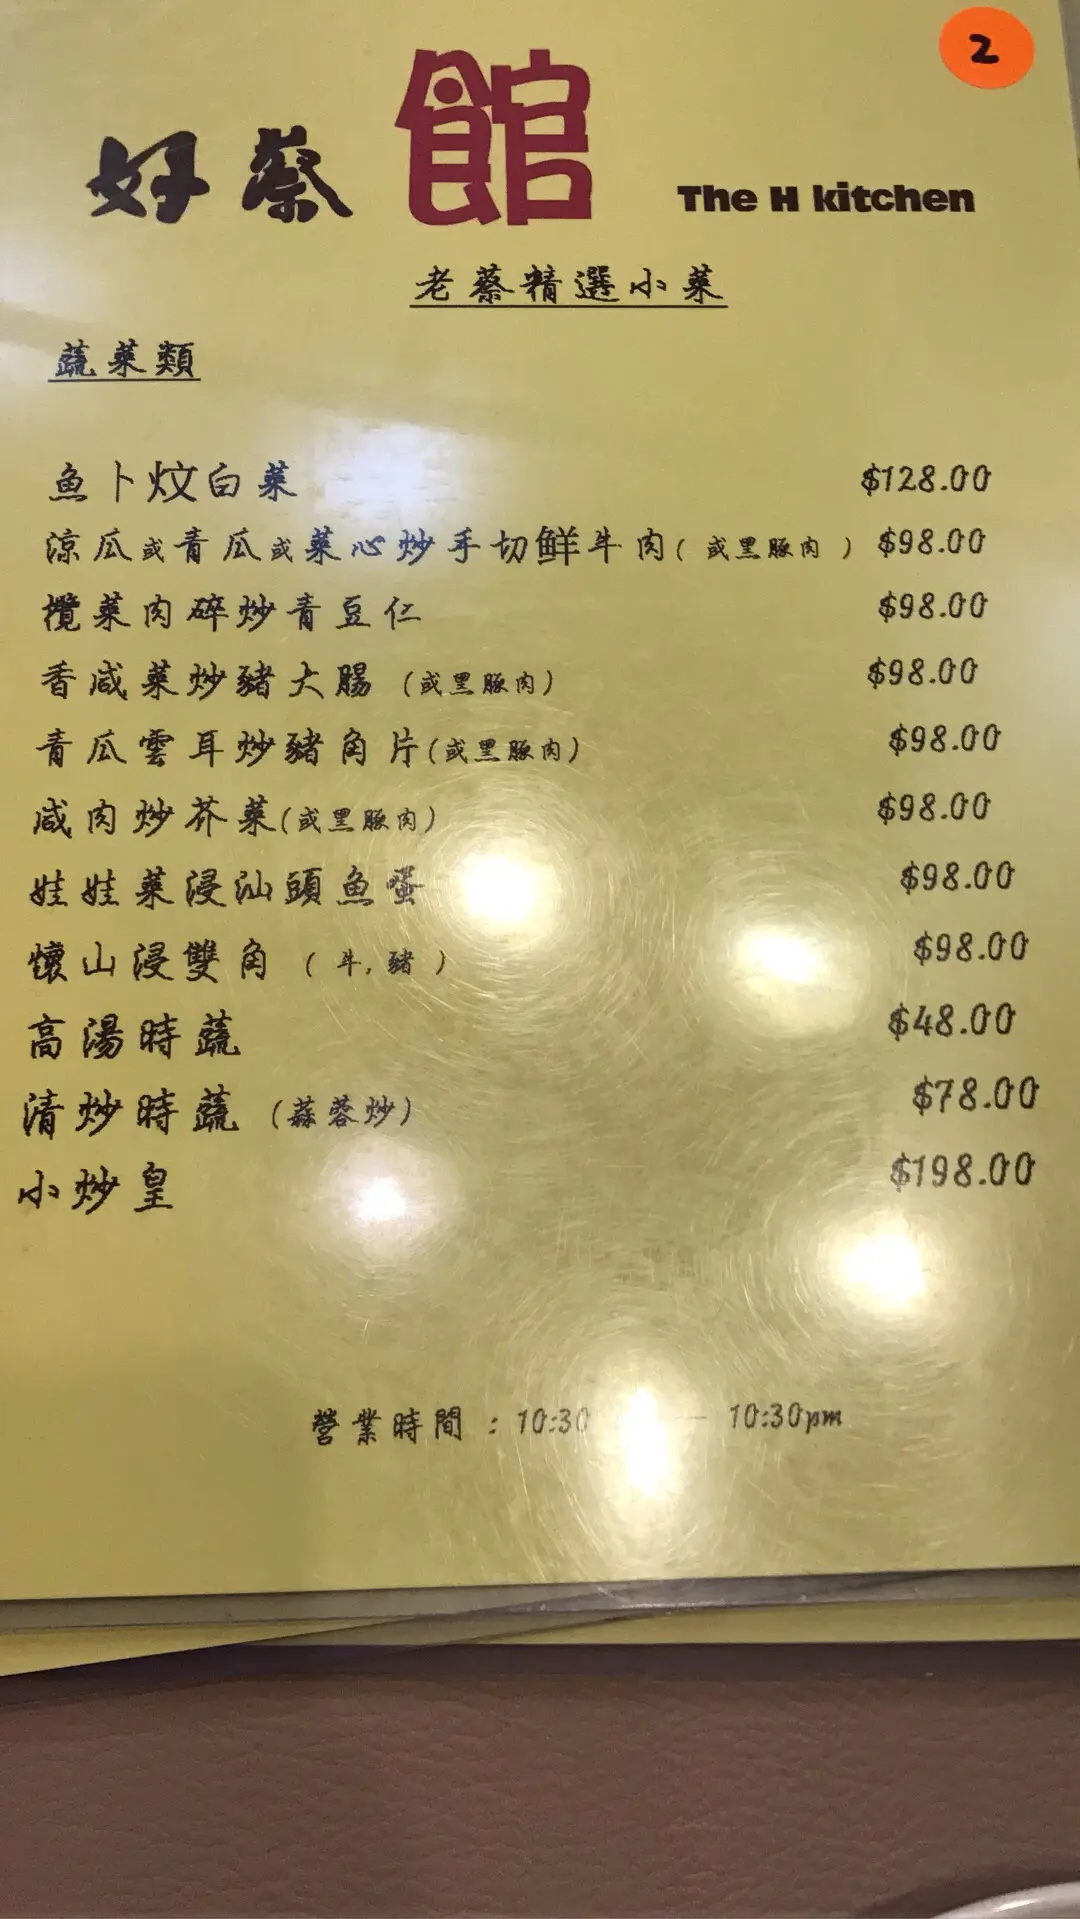 2
好蔡館 The H kitchen
老蔡精選小菜
蔬菜類
魚卜炆白菜 $128.00
涼瓜或青瓜或菜心炒手切鮮牛肉( 或黑豚肉 ) $98.00
欖菜肉碎炒青豆仁 $98.00
香咸菜炒豬大腸 (或黑豚肉) $98.00
青瓜雲耳炒豬角片(或黑豚肉) $98.00
咸肉炒芥菜(或黑豚肉) $98.00
娃娃菜浸汕頭魚蛋 $98.00
懷山浸雙角 ( 牛, 豬 ) $98.00
高湯時蔬 $48.00
清炒時蔬 (蒜蓉炒) $78.00
小炒皇 $198.00
營業時間 : 10:30 — 10:30pm